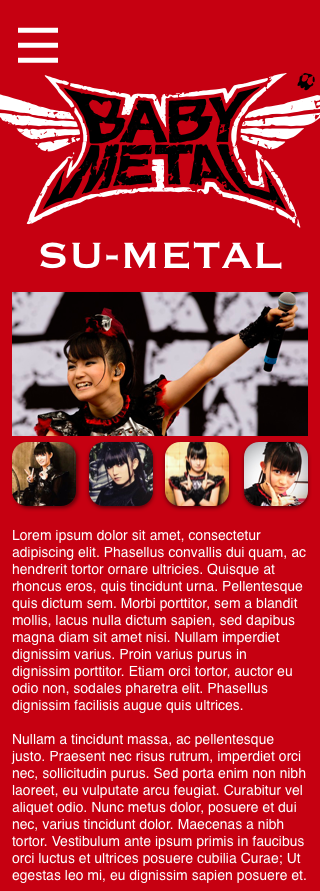 BABY
METAL
SU-METAL
Lorem ipsum dolor sit amet, consectetur
adipiscing elit. Phasellus convallis dui quam, ac
hendrerit tortor ornare ultricies. Quisque at
rhoncus eros, quis tincidunt urna. Pellentesque
quis dictum sem. Morbi porttitor, sem a blandit
mollis, lacus nulla dictum sapien, sed dapibus
magna diam sit amet nisi. Nullam imperdiet
dignissim varius. Proin varius purus in
dignissim porttitor. Etiam orci tortor, auctor eu
odio non, sodales pharetra elit. Phasellus
dignissim facilisis augue quis ultrices.
Nullam a tincidunt massa, ac pellentesque
justo. Praesent nec risus rutrum, imperdiet orci
nec, sollicitudin purus. Sed porta enim non nibh
laoreet, eu vulputate arcu feugiat. Curabitur vel
aliquet odio. Nunc metus dolor, posuere et dui
nec, varius tincidunt dolor. Maecenas a nibh
tortor. Vestibulum ante ipsum primis in faucibus
orci luctus et ultrices posuere cubilia Curae; Ut
egestas leo mi, eu dignissim sapien posuere et.